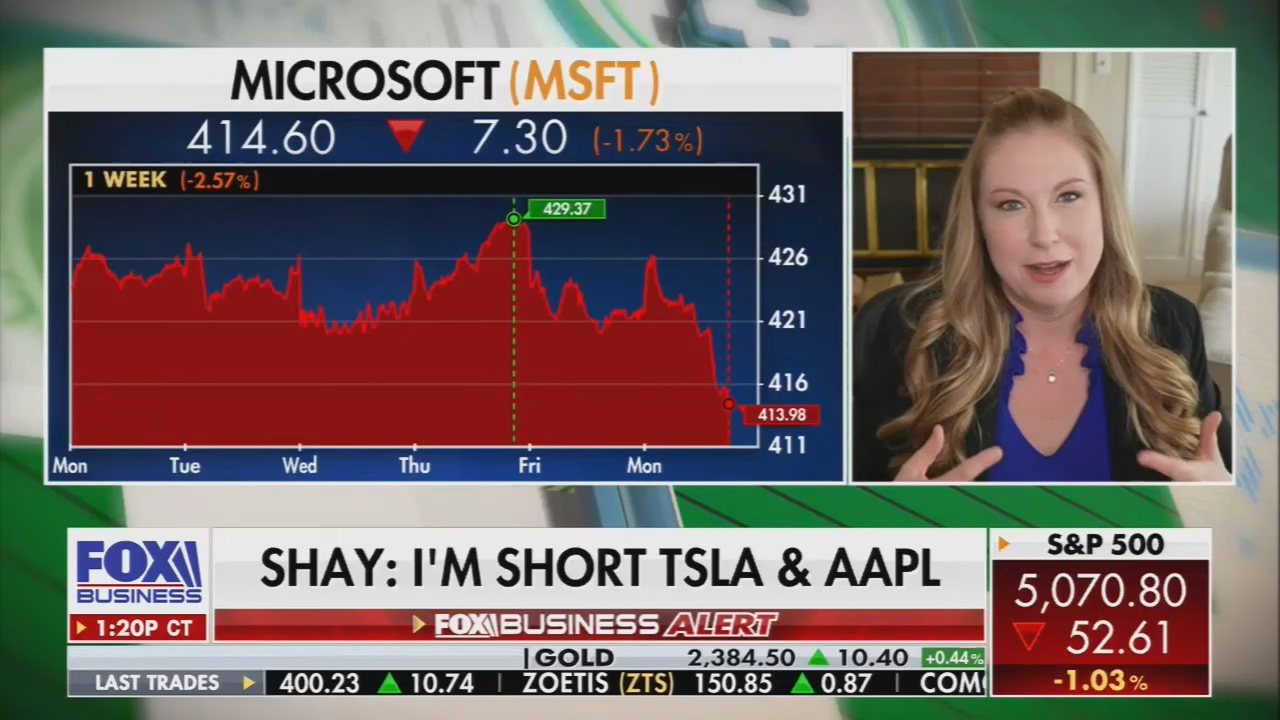 MICROSOFT (MSFT)
414.60 ▼ 7.30 (-1.73%)
1 WEEK (-2.57%)
429.37
431
426
421
416
413.98
411
Mon Tue Wed Thu Fri Mon
FOX BUSINESS
1:20P CT
SHAY: I'M SHORT TSLA & AAPL
FOX BUSINESS ALERT
S&P 500
5,070.80
▼ 52.61
-1.03%
GOLD 2,384.50 ▲ 10.40 +0.44%
LAST TRADES 400.23 ▲ 10.74 | ZOETIS (ZTS) 150.85 ▲ 0.87 |